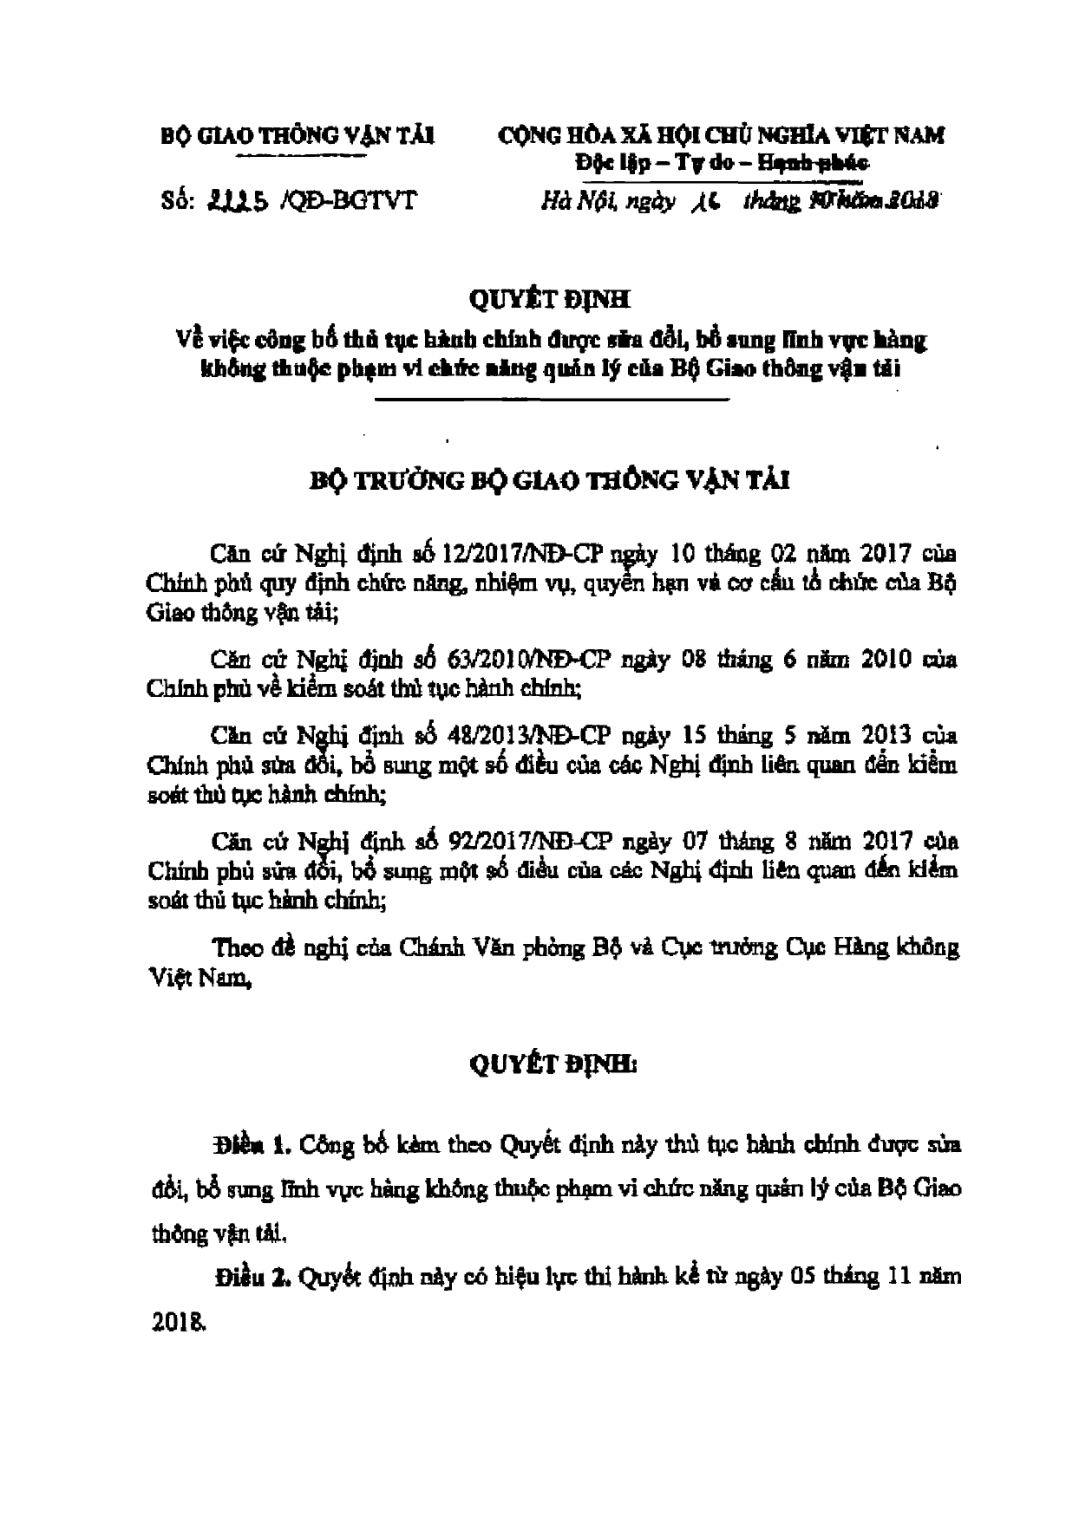 BỘ GIAO THÔNG VẬN TẢI
CỘNG HÒA XÃ HỘI CHỦ NGHĨA VIỆT NAM
Độc lập – Tự do – Hạnh phúc
Số: /QĐ-BGTVT
Hà Nội, ngày 16 tháng 10 năm 2018
QUYẾT ĐỊNH
Về việc công bố thủ tục hành chính được sửa đổi, bổ sung lĩnh vực hàng
không thuộc phạm vi chức năng quản lý của Bộ Giao thông vận tải
BỘ TRƯỞNG BỘ GIAO THÔNG VẬN TẢI
Căn cứ Nghị định số 12/2017/NĐ-CP ngày 10 tháng 02 năm 2017 của
Chính phủ quy định chức năng, nhiệm vụ, quyền hạn và cơ cấu tổ chức của Bộ
Giao thông vận tải;
Căn cứ Nghị định số 63/2010/NĐ-CP ngày 08 tháng 6 năm 2010 của
Chính phủ về kiểm soát thủ tục hành chính;
Căn cứ Nghị định số 48/2013/NĐ-CP ngày 15 tháng 5 năm 2013 của
Chính phủ sửa đổi, bổ sung một số điều của các Nghị định liên quan đến kiểm
soát thủ tục hành chính;
Căn cứ Nghị định số 92/2017/NĐ-CP ngày 07 tháng 8 năm 2017 của
Chính phủ sửa đổi, bổ sung một số điều của các Nghị định liên quan đến kiểm
soát thủ tục hành chính;
Theo đề nghị của Chánh Văn phòng Bộ và Cục trưởng Cục Hàng không
Việt Nam,
QUYẾT ĐỊNH:
Điều 1. Công bố kèm theo Quyết định này thủ tục hành chính được sửa
đổi, bổ sung lĩnh vực hàng không thuộc phạm vi chức năng quản lý của Bộ Giao
thông vận tải.
Điều 2. Quyết định này có hiệu lực thi hành kể từ ngày 05 tháng 11 năm
2018.